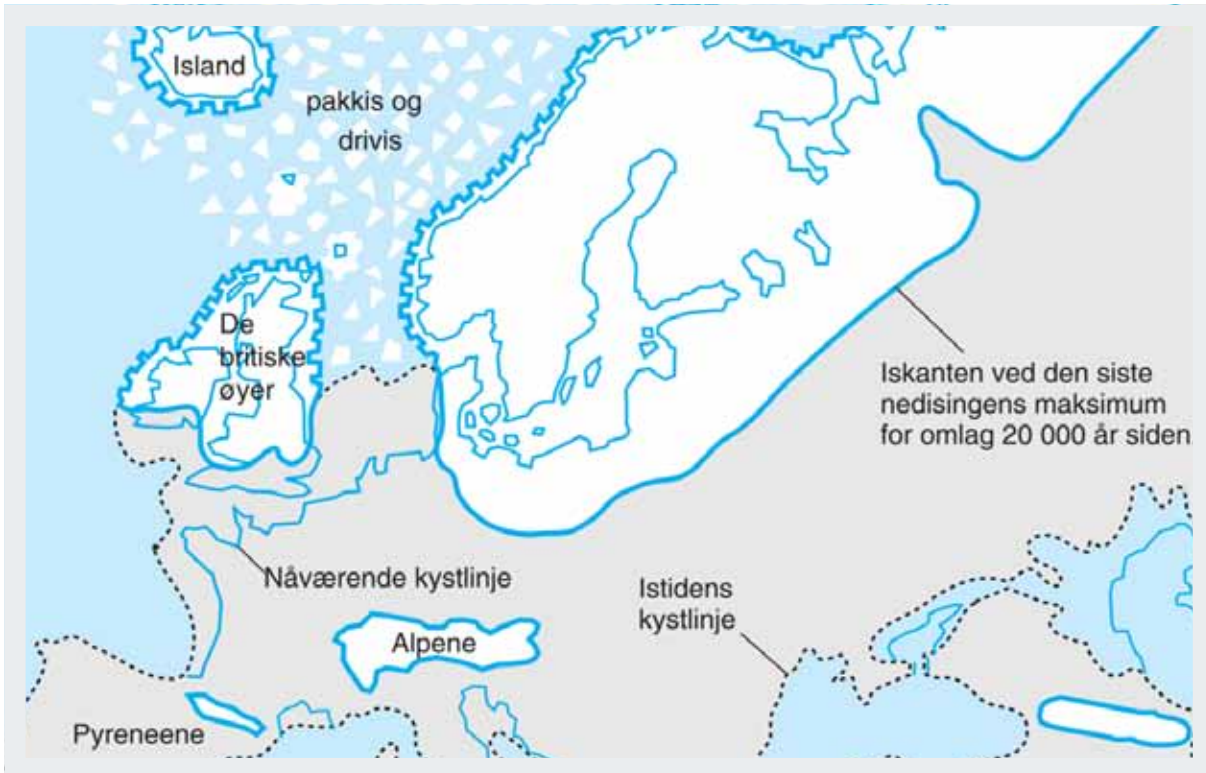 Island
pakkis og
drivis
De
britiske
øyer
Iskanten ved den siste
nedisingens maksimum
for omlag 20 000 år siden
Nåværende kystlinje
Istidens
kystlinje
Alpene
Pyreneene